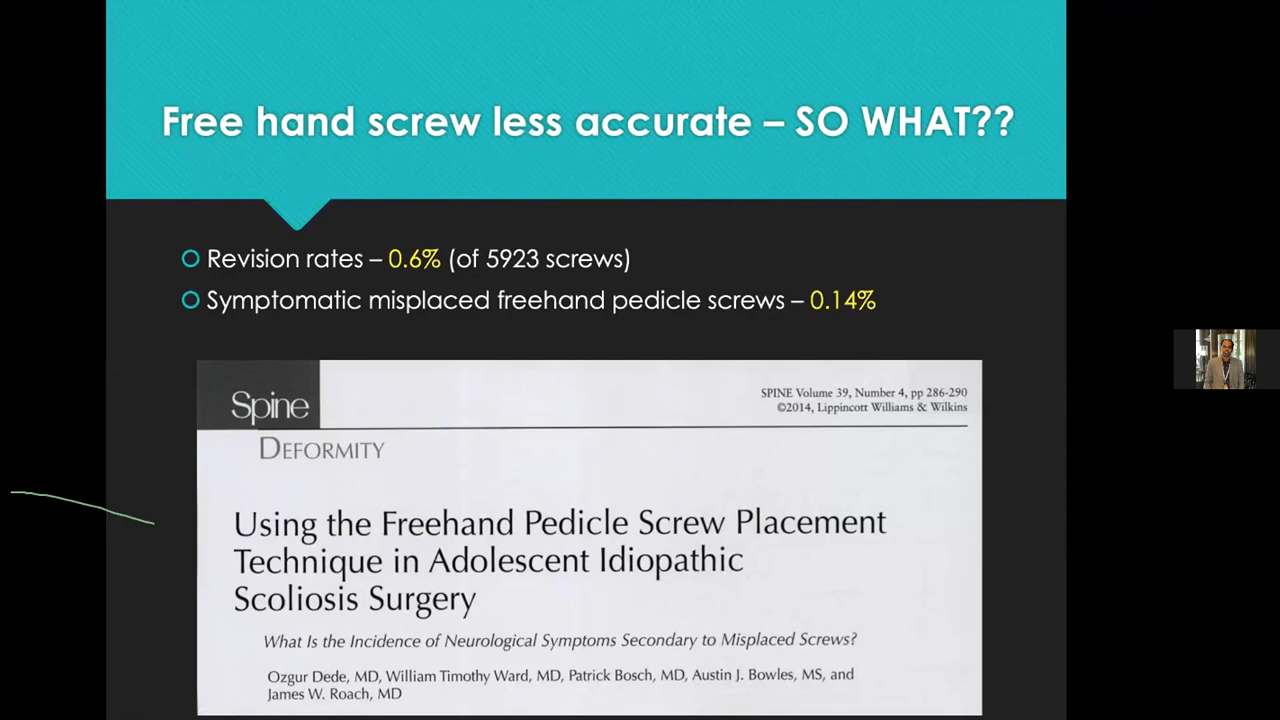 Free hand screw less accurate – SO WHAT??
Revision rates – 0.6% (of 5923 screws)
Symptomatic misplaced freehand pedicle screws – 0.14%
Spine
SPINE Volume 39, Number 4, pp 286-290
©2014, Lippincott Williams & Wilkins
DEFORMITY
Using the Freehand Pedicle Screw Placement
Technique in Adolescent Idiopathic
Scoliosis Surgery
What Is the Incidence of Neurological Symptoms Secondary to Misplaced Screws?
Ozgur Dede, MD, William Timothy Ward, MD, Patrick Bosch, MD, Austin J. Bowles, MS, and
James W. Roach, MD